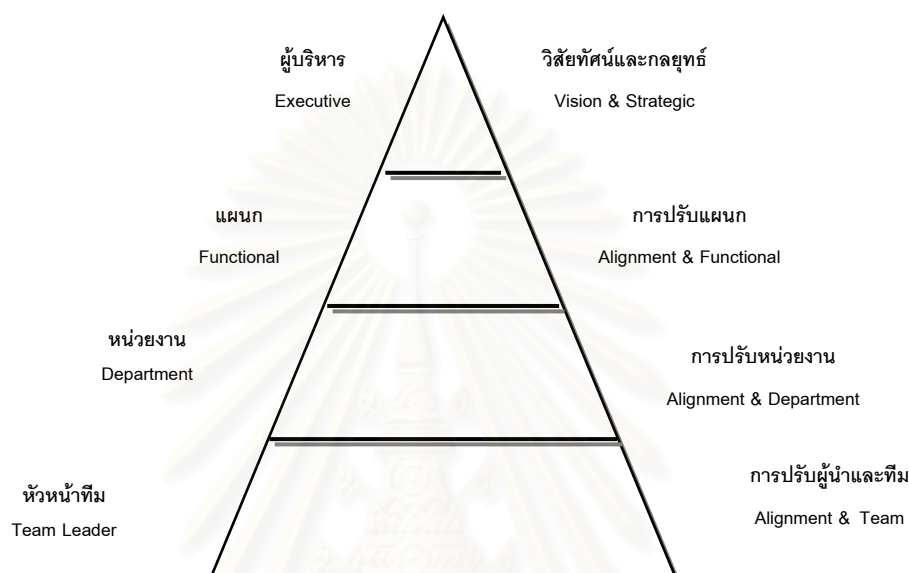 ผู้บริหาร
Executive
วิสัยทัศน์และกลยุทธ์
Vision & Strategic
แผนก
Functional
การปรับแผนก
Alignment & Functional
หน่วยงาน
Department
การปรับหน่วยงาน
Alignment & Department
หัวหน้าทีม
Team Leader
การปรับผู้นำและทีม
Alignment & Team